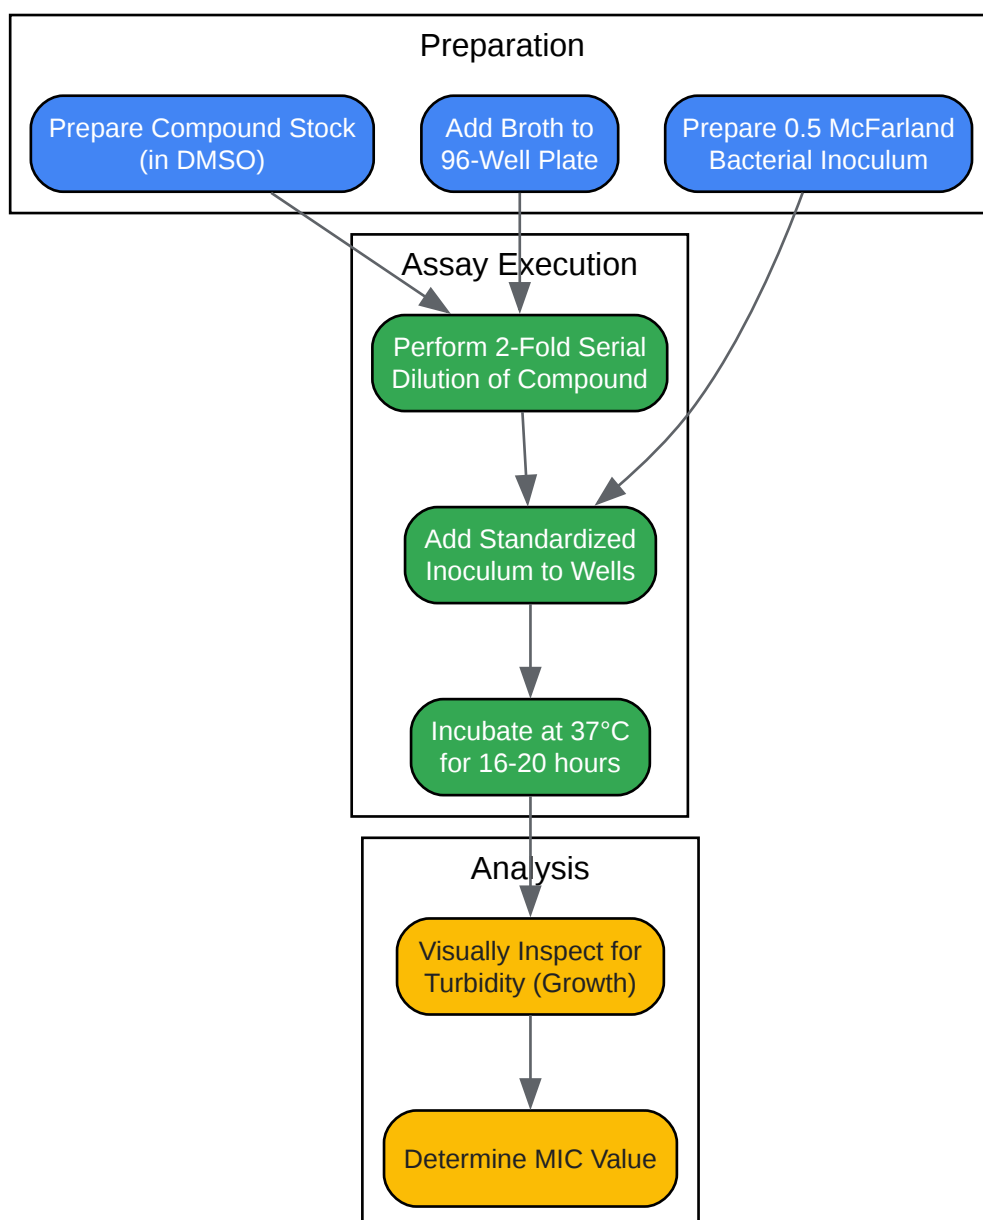 Preparation
Prepare Compound Stock
(in DMSO)
Add Broth to
96-Well Plate
Prepare 0.5 McFarland
Bacterial Inoculum
Assay Execution
Perform 2-Fold Serial
Dilution of Compound
Add Standardized
Inoculum to Wells
Incubate at 37°C
for 16-20 hours
Analysis
Visually Inspect for
Turbidity (Growth)
Determine MIC Value